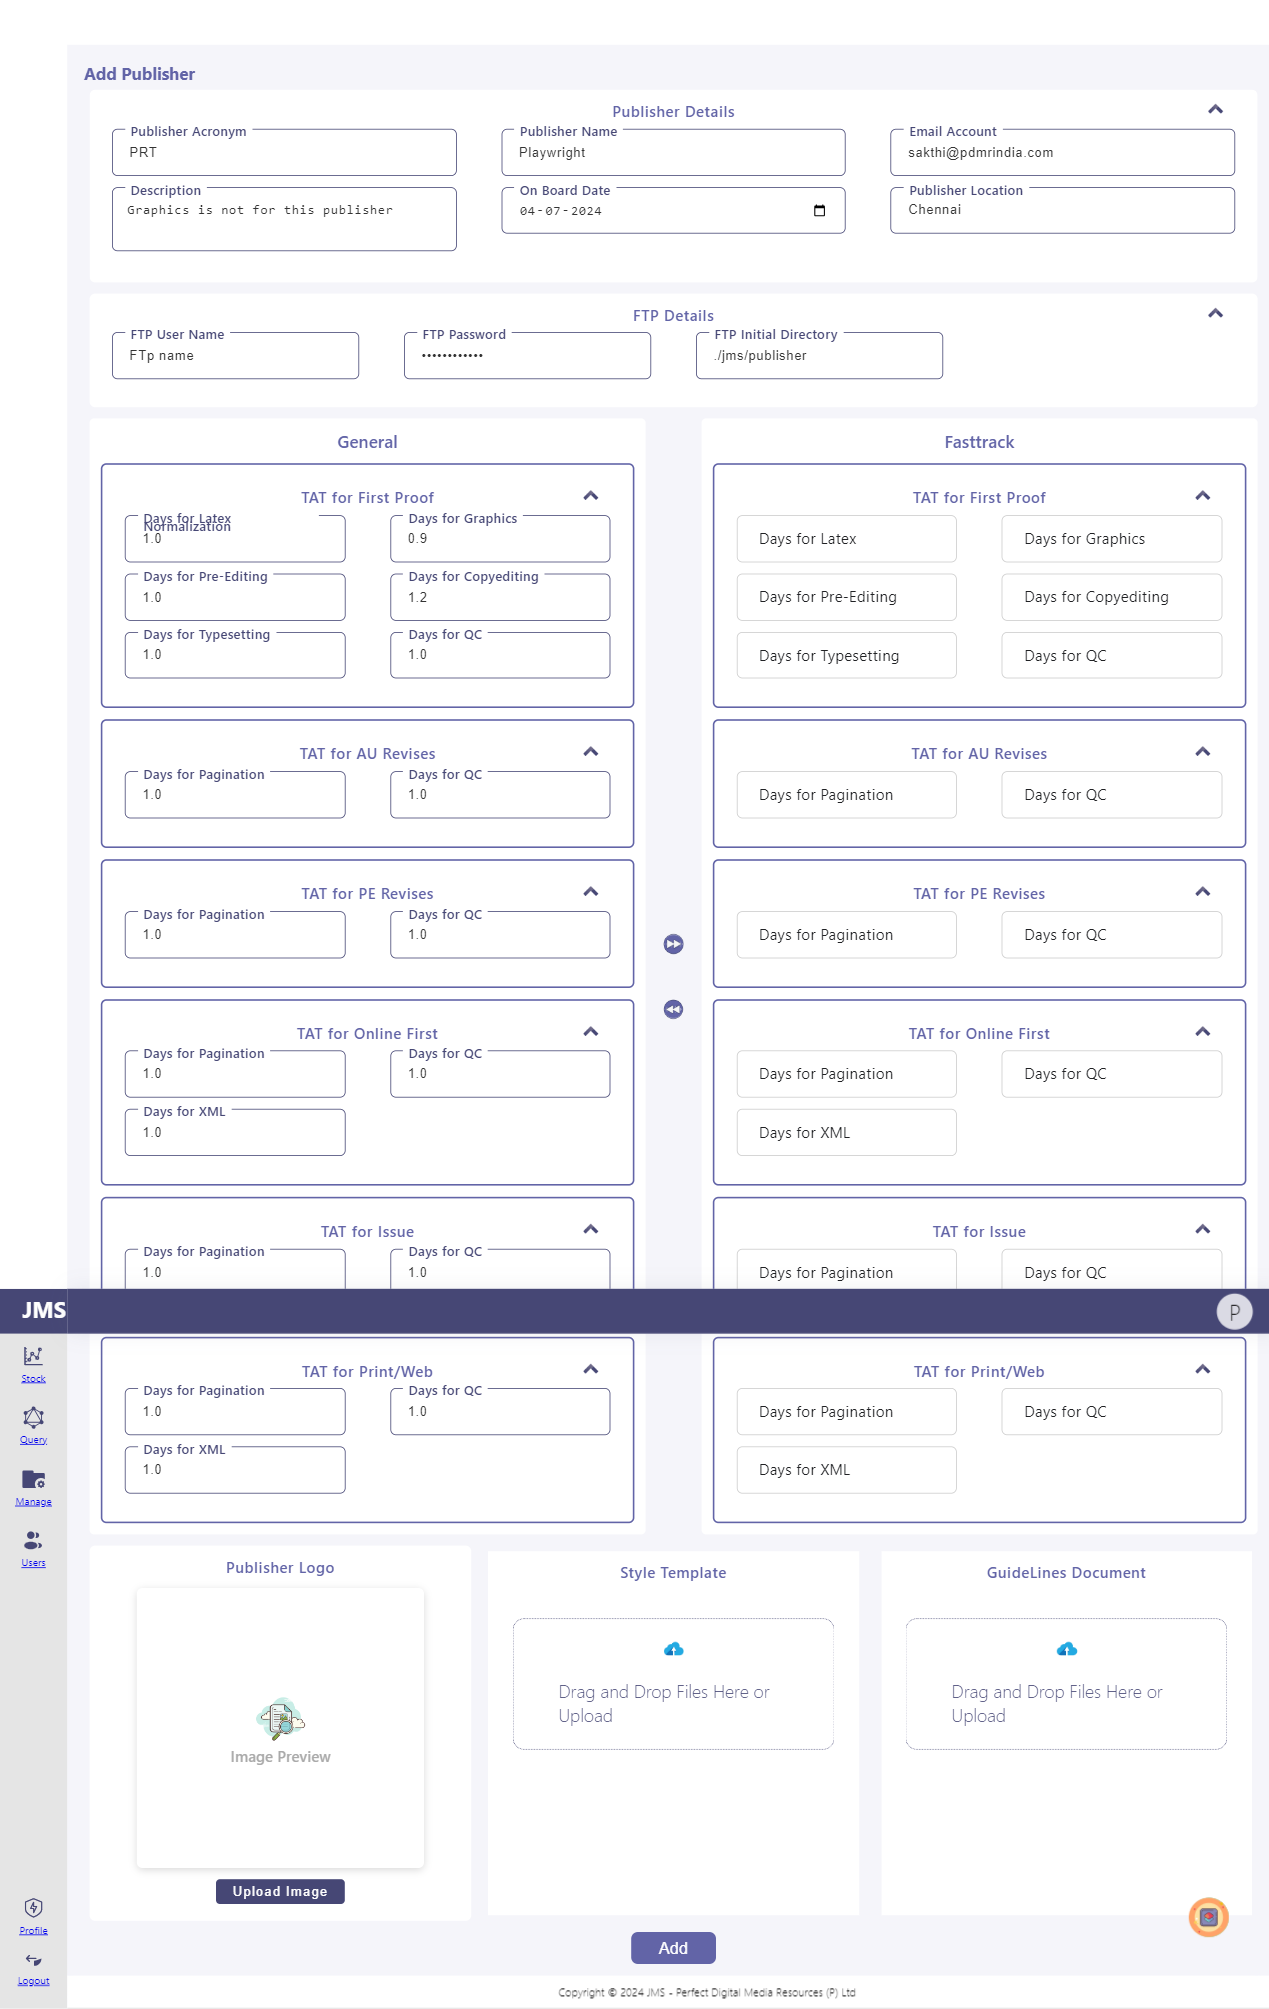 Add Publisher
Publisher Details
Publisher Acronym
PRT
Publisher Name
Playwright
Email Account
sakthi@pdmrindia.com
Description
Graphics is not for this publisher
On Board Date
04-07-2024
Publisher Location
Chennai
FTP Details
FTP User Name
FTp name
FTP Password
••••••••••••
FTP Initial Directory
./jms/publisher
General
TAT for First Proof
Days for Latex
Normalization
1.0
Days for Graphics
0.9
Days for Pre-Editing
1.0
Days for Copyediting
1.2
Days for Typesetting
1.0
Days for QC
1.0
TAT for AU Revises
Days for Pagination
1.0
Days for QC
1.0
TAT for PE Revises
Days for Pagination
1.0
Days for QC
1.0
TAT for Online First
Days for Pagination
1.0
Days for QC
1.0
Days for XML
1.0
TAT for Issue
Days for Pagination
1.0
Days for QC
1.0
Fasttrack
TAT for First Proof
Days for Latex
Days for Graphics
Days for Pre-Editing
Days for Copyediting
Days for Typesetting
Days for QC
TAT for AU Revises
Days for Pagination
Days for QC
TAT for PE Revises
Days for Pagination
Days for QC
TAT for Online First
Days for Pagination
Days for QC
Days for XML
TAT for Issue
Days for Pagination
Days for QC
JMS
P
Stock
Query
Manage
Users
Profile
Logout
TAT for Print/Web
Days for Pagination
1.0
Days for QC
1.0
Days for XML
1.0
TAT for Print/Web
Days for Pagination
Days for QC
Days for XML
Publisher Logo
Image Preview
Upload Image
Style Template
Drag and Drop Files Here or
Upload
GuideLines Document
Drag and Drop Files Here or
Upload
Add
Copyright © 2024 JMS - Perfect Digital Media Resources (P) Ltd